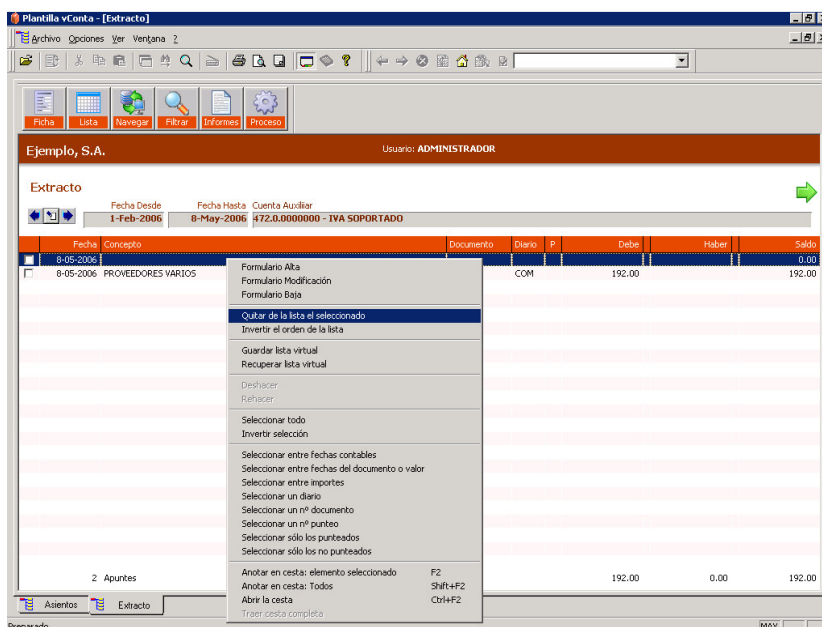 Plantilla vConta - [Extracto]
Archivo Opciones Ver Ventana ?
Ficha Lista Navegar Filtrar Informes Proceso
Ejemplo, S.A. Usuario: ADMINISTRADOR
Extracto
Fecha Desde Fecha Hasta Cuenta Auxiliar
1-Feb-2006 8-May-2006 472.0.0000000 - IVA SOPORTADO
Fecha Concepto Documento Diario P Debe Haber Saldo
8-05-2006 0.00
8-05-2006 PROVEEDORES VARIOS COM 192.00 192.00
Formulario Alta
Formulario Modificación
Formulario Baja
Quitar de la lista el seleccionado
Invertir el orden de la lista
Guardar lista virtual
Recuperar lista virtual
Deshacer
Rehacer
Seleccionar todo
Invertir selección
Seleccionar entre fechas contables
Seleccionar entre fechas del documento o valor
Seleccionar entre importes
Seleccionar un diario
Seleccionar un nº documento
Seleccionar un nº punteo
Seleccionar sólo los punteados
Seleccionar sólo los no punteados
Anotar en cesta: elemento seleccionado F2
Anotar en cesta: Todos Shift+F2
Abrir la cesta Ctrl+F2
Traer cesta completa
2 Apuntes 192.00 0.00 192.00
Asientos Extracto
Preparado MAY